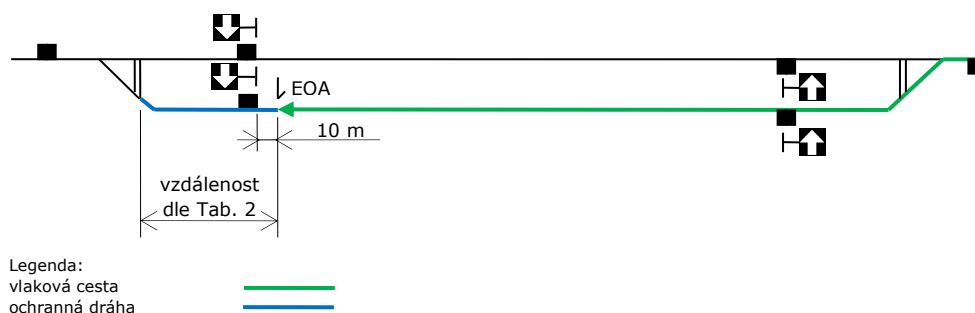 EOA
10 m
vzdálenost
dle Tab. 2
Legenda:
vlaková cesta
ochranná dráha